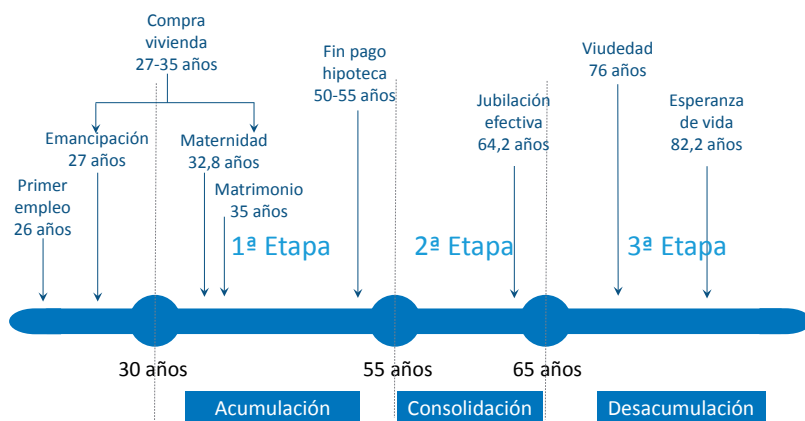 Compra
vivienda
27-35 años
Fin pago
hipoteca
50-55 años
Viudedad
76 años
Jubilación
efectiva
64,2 años
Esperanza
de vida
82,2 años
Emancipación
27 años
Maternidad
32,8 años
Primer
empleo
26 años
Matrimonio
35 años
1ª Etapa
2ª Etapa
3ª Etapa
30 años
55 años
65 años
Acumulación
Consolidación
Desacumulación